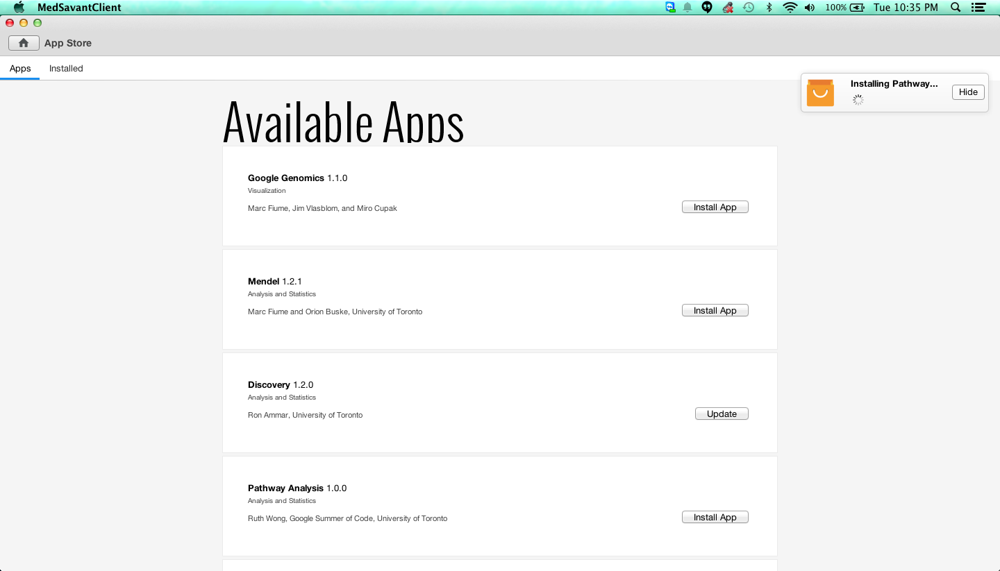 MedSavantClient
100%
Tue 10:35 PM
App Store
Apps
Installed
Installing Pathway...
Hide
Available Apps
Google Genomics 1.1.0
Visualization
Marc Fiume, Jim Vlasblom, and Miro Cupak
Install App
Mendel 1.2.1
Analysis and Statistics
Marc Fiume and Orion Buske, University of Toronto
Install App
Discovery 1.2.0
Analysis and Statistics
Ron Ammar, University of Toronto
Update
Pathway Analysis 1.0.0
Analysis and Statistics
Ruth Wong, Google Summer of Code, University of Toronto
Install App